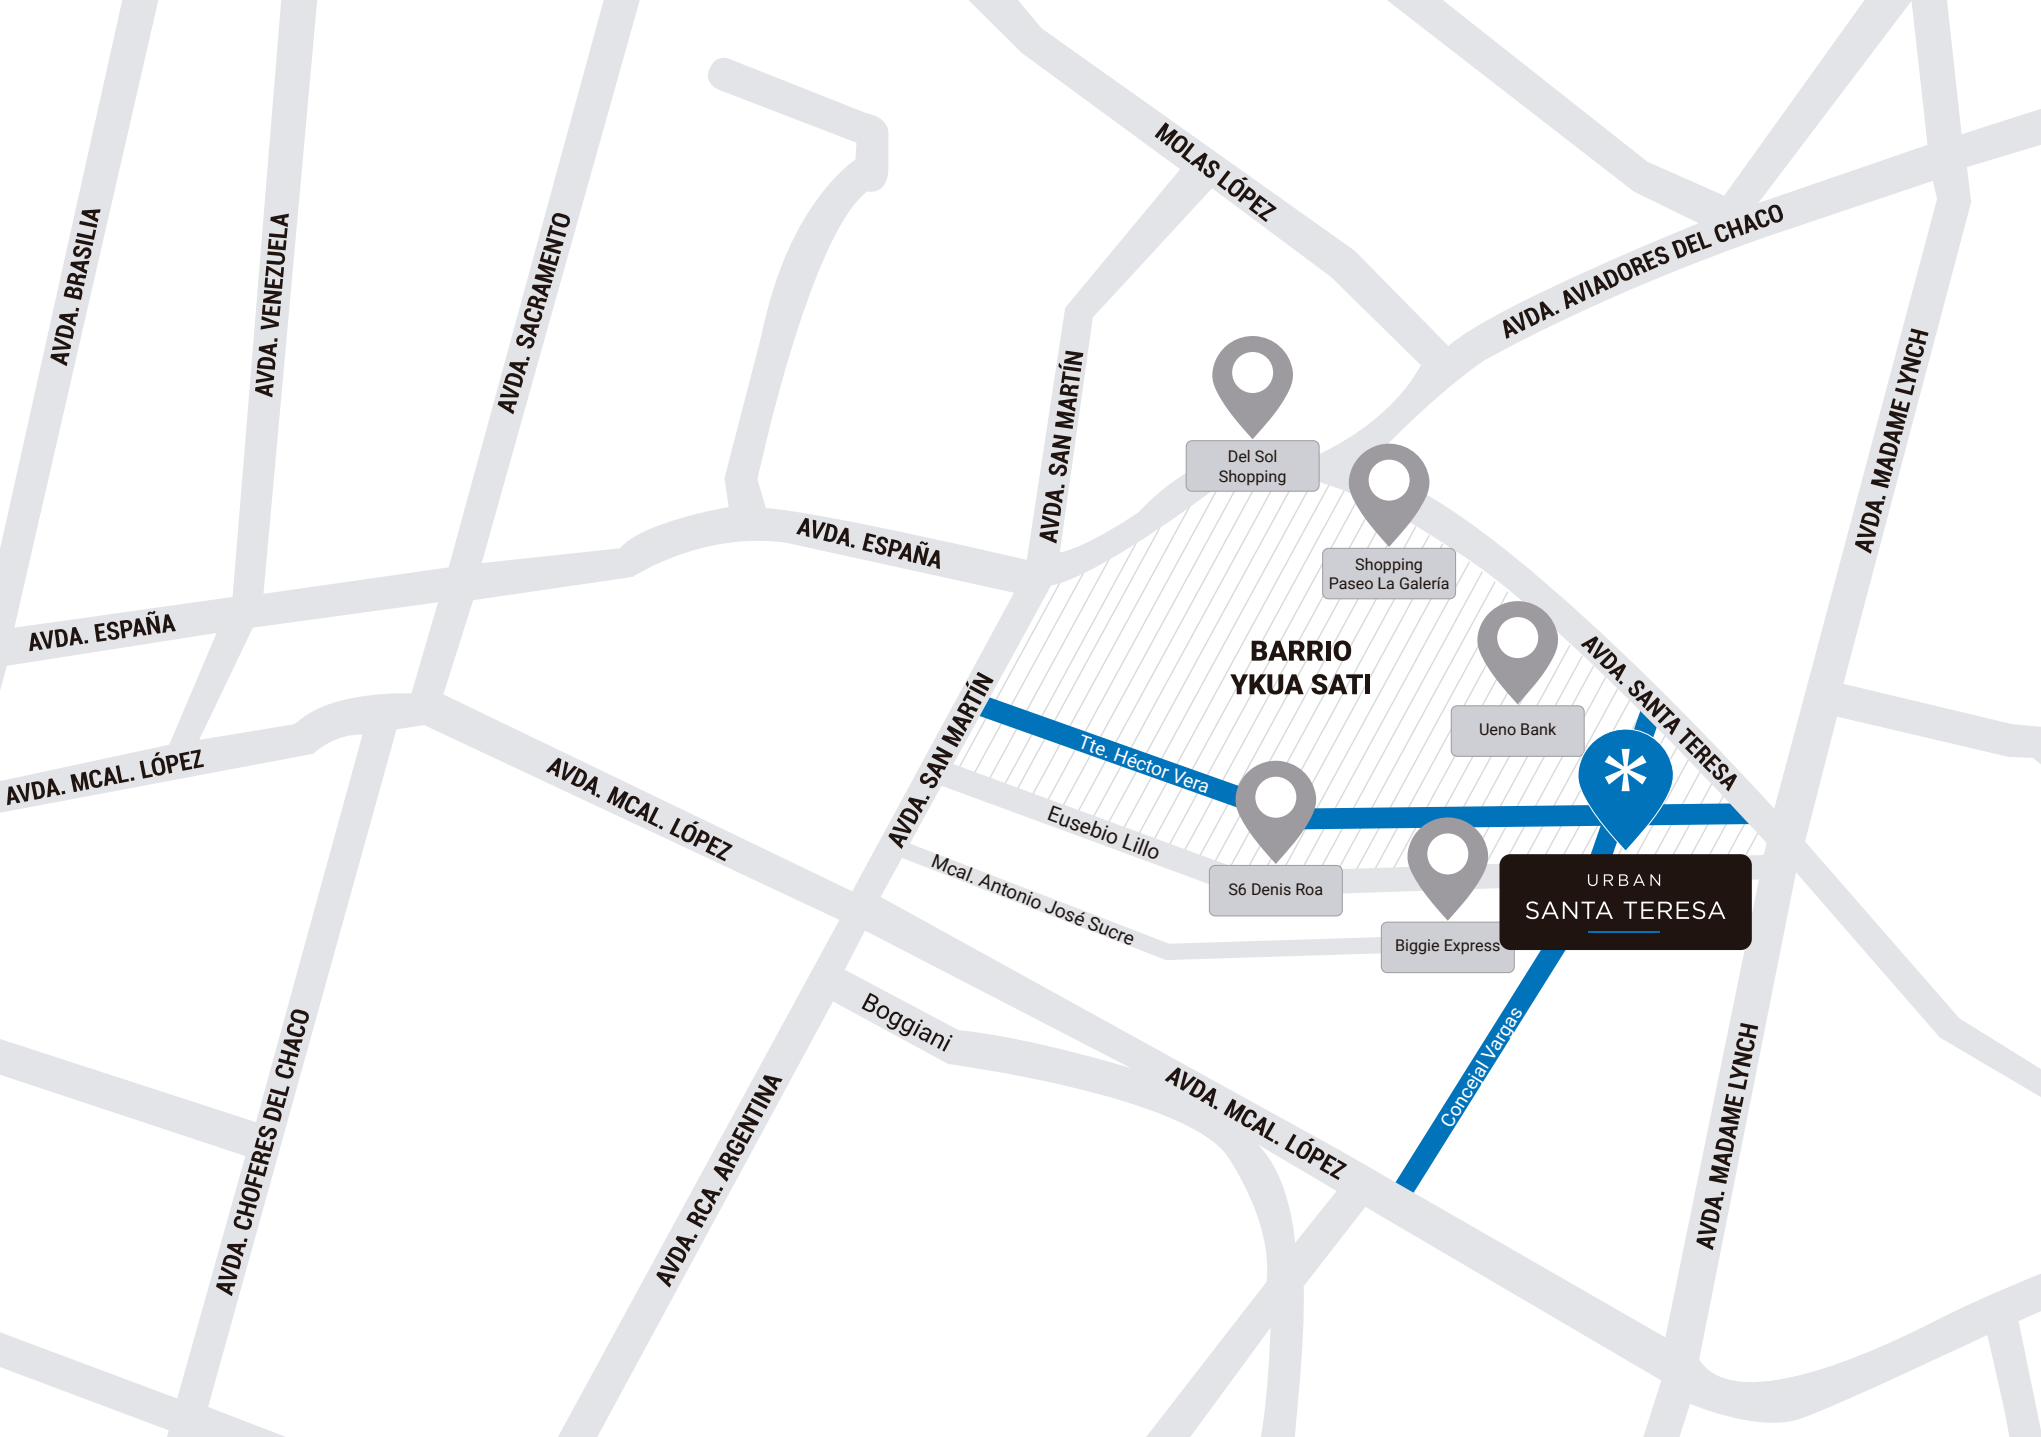 MOLAS LÓPEZ
AVDA. BRASILIA
AVDA. VENEZUELA
AVDA. SACRAMENTO
AVDA. AVIADORES DEL CHACO
AVDA. SAN MARTÍN
AVDA. MADAME LYNCH
Del Sol
Shopping
AVDA. ESPAÑA
Shopping
Paseo La Galería
AVDA. ESPAÑA
BARRIO
YKUA SATI
AVDA. SANTA TERESA
Ueno Bank
AVDA. SAN MARTÍN
Tte. Héctor Vera
AVDA. MCAL. LÓPEZ
AVDA. MCAL. LÓPEZ
Eusebio Lillo
Mcal. Antonio José Sucre
S6 Denis Roa
URBAN
SANTA TERESA
Biggie Express
Boggiani
Concejal Vargas
AVDA. CHOFERES DEL CHACO
AVDA. RCA. ARGENTINA
AVDA. MCAL. LÓPEZ
AVDA. MADAME LYNCH